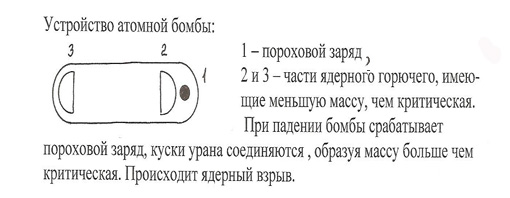 Устройство атомной бомбы:
3 2
1
1 – пороховой заряд ,
2 и 3 – части ядерного горючего, имею-
щие меньшую массу, чем критическая.
При падении бомбы срабатывает
пороховой заряд, куски урана соединяются , образуя массу больше чем
критическая. Происходит ядерный взрыв.